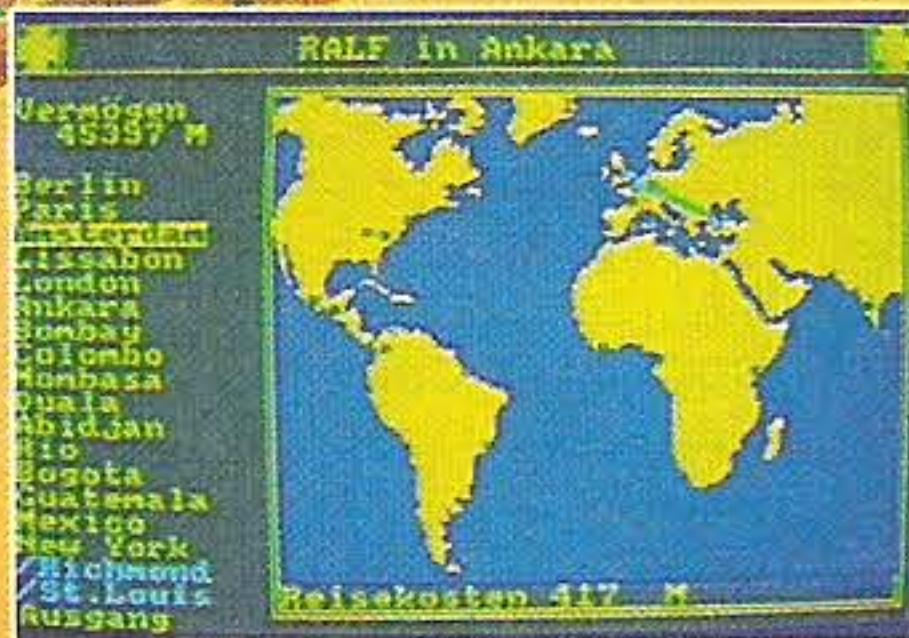 RALF in Ankara
Vermögen
45397 M
Berlin
Paris
Amsterdam
Lissabon
London
Ankara
Bombay
Colombo
Mombasa
Duala
Abidjan
Rio
Bogota
Guatemala
Mexico
New York
/Richmond
/St.Louis
Ausgang
Reisekosten 417 M